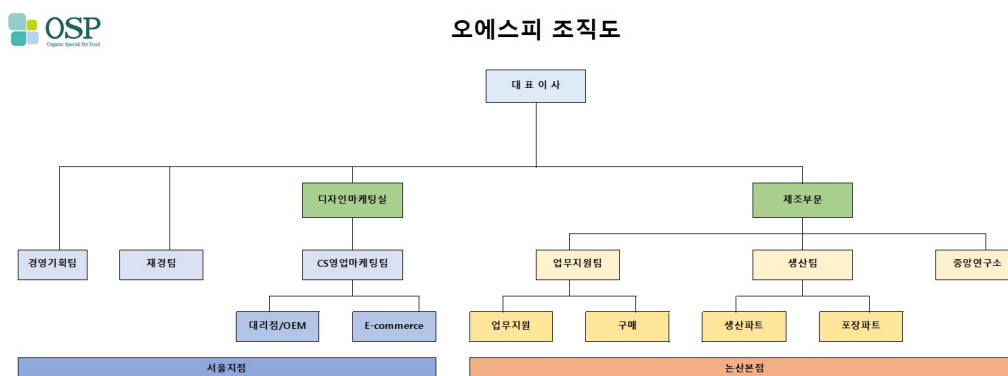 OSP
Organic Special Pet Food
오에스피 조직도
대 표 이 사
디자인마케팅실
제조부문
경영기획팀
재경팀
CS영업마케팅팀
업무지원팀
생산팀
중앙연구소
대리점/OEM
E-commerce
업무지원
구매
생산파트
포장파트
서울지점
논산본점